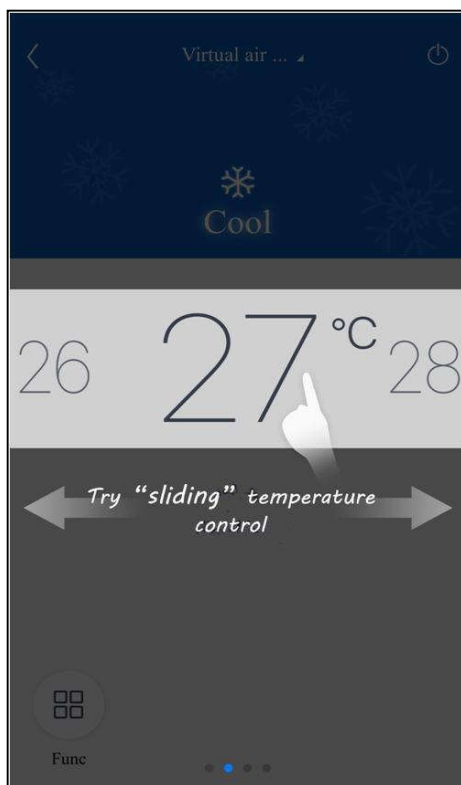 Virtual air ...
Cool
26 27 °C 28
Try “sliding” temperature
control
Func